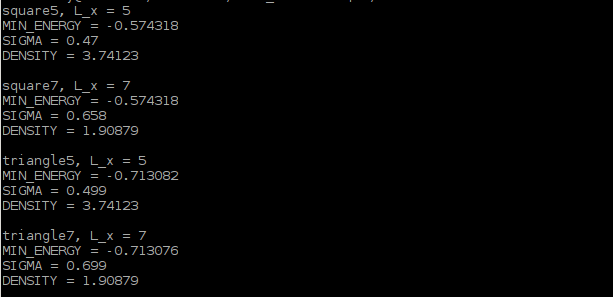 square5, L_x = 5
MIN_ENERGY = -0.574318
SIGMA = 0.47
DENSITY = 3.74123
square7, L_x = 7
MIN_ENERGY = -0.574318
SIGMA = 0.658
DENSITY = 1.90879
triangle5, L_x = 5
MIN_ENERGY = -0.713082
SIGMA = 0.499
DENSITY = 3.74123
triangle7, L_x = 7
MIN_ENERGY = -0.713076
SIGMA = 0.699
DENSITY = 1.90879